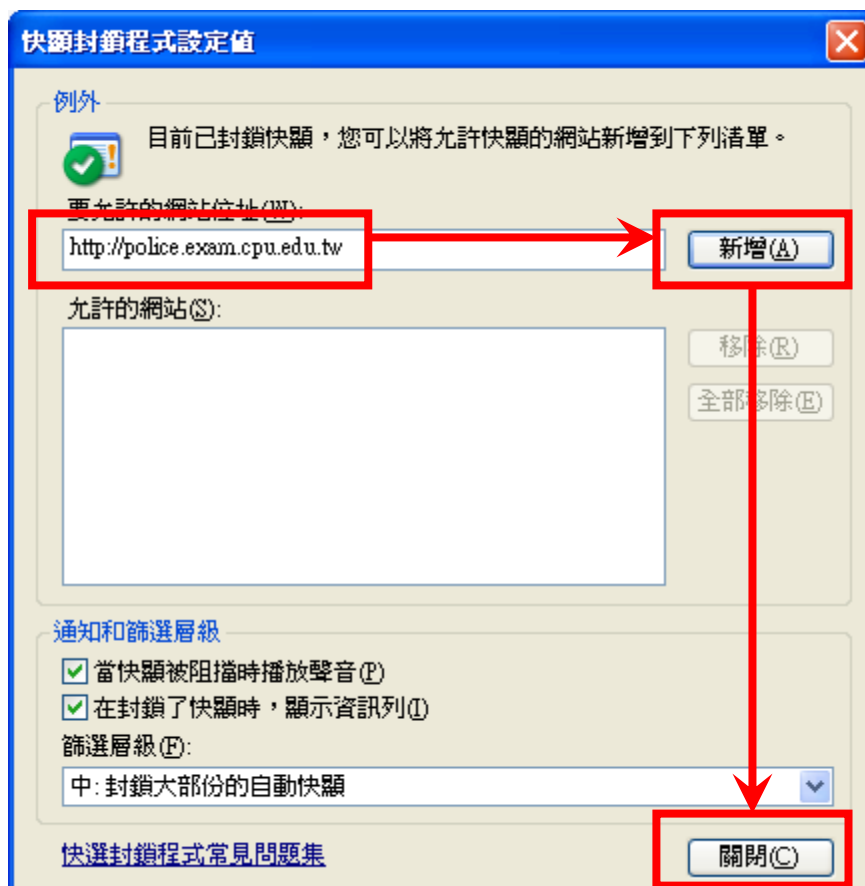 快顯封鎖程式設定值
例外
目前已封鎖快顯，您可以將允許快顯的網站新增到下列清單。
要允許的網站位址(W):
http://police.exam.cpu.edu.tw
新增(A)
允許的網站(S):
移除(R)
全部移除(E)
通知和篩選層級
當快顯被阻擋時播放聲音(P)
在封鎖了快顯時，顯示資訊列(I)
篩選層級(F):
中: 封鎖大部份的自動快顯
快選封鎖程式常見問題集
關閉(C)